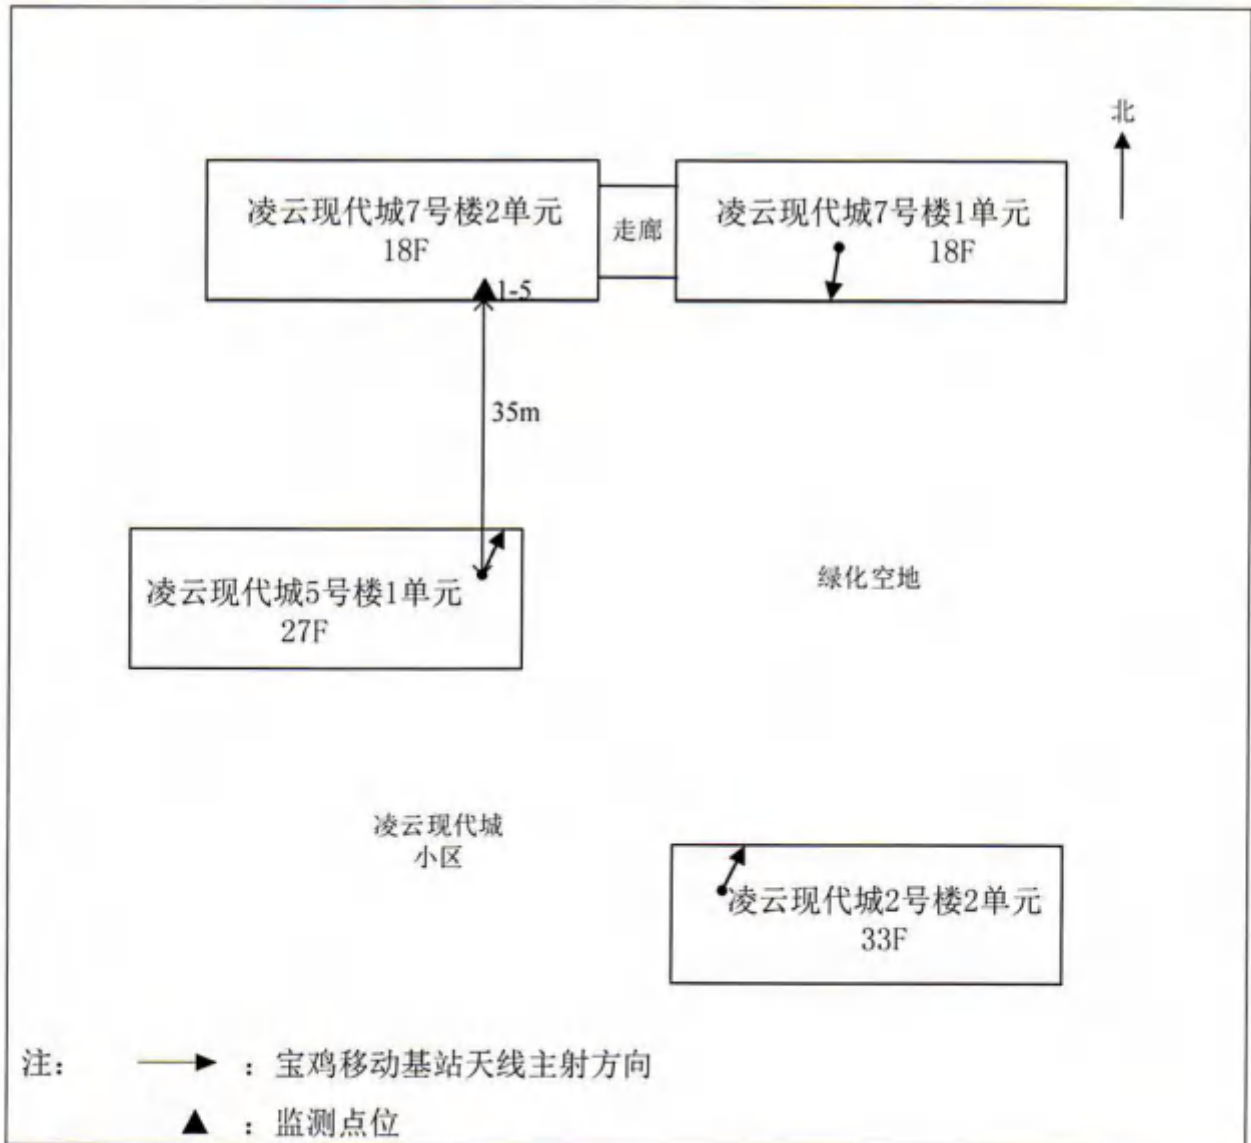 北
凌云现代城7号楼2单元
18F
走廊
凌云现代城7号楼1单元
18F
1-5
35m
凌云现代城5号楼1单元
27F
绿化空地
凌云现代城
小区
凌云现代城2号楼2单元
33F
注： ：宝鸡移动基站天线主射方向
：监测点位